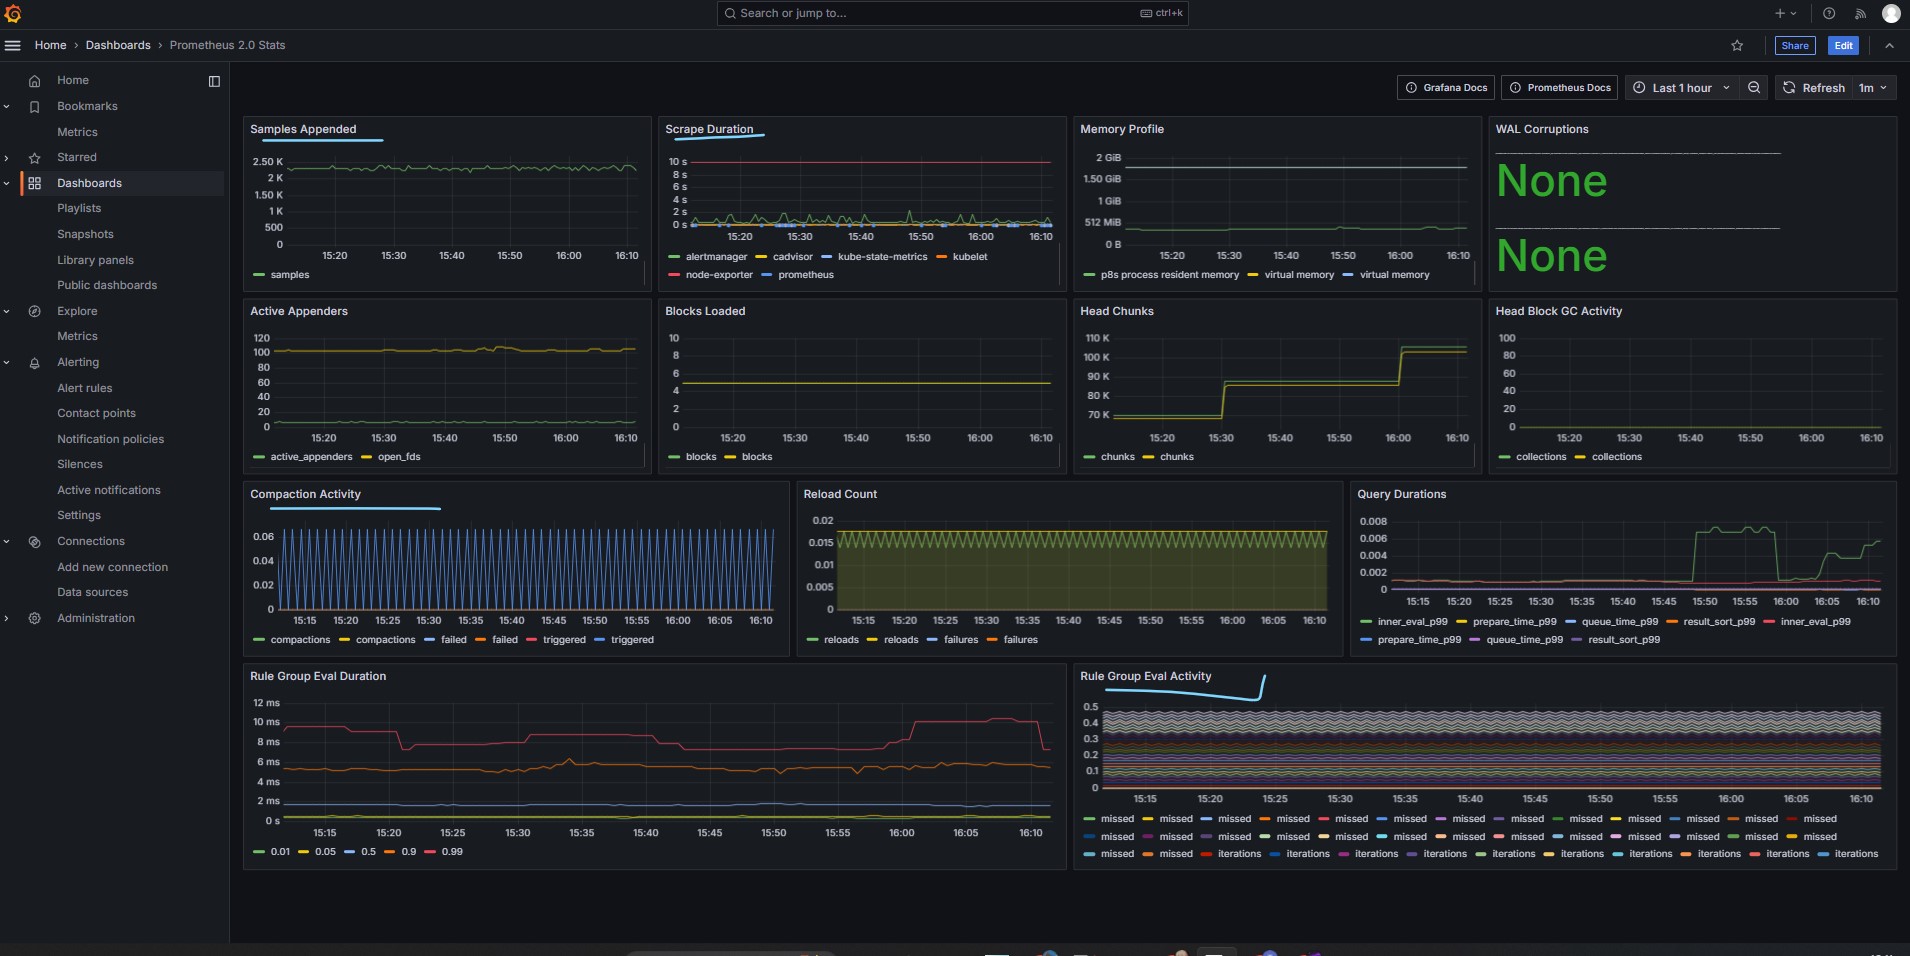 Search or jump to...
ctrl+k
Home › Dashboards › Prometheus 2.0 Stats
Share
Edit
Home
Bookmarks
Metrics
Starred
Dashboards
Playlists
Snapshots
Library panels
Public dashboards
Explore
Metrics
Alerting
Alert rules
Contact points
Notification policies
Silences
Active notifications
Settings
Connections
Add new connection
Data sources
Administration
Grafana Docs
Prometheus Docs
Last 1 hour
Refresh
1m
Samples Appended
2.50 K
2 K
1.50 K
1 K
500
0
15:20 15:30 15:40 15:50 16:00 16:10
samples
Scrape Duration
10 s
8 s
6 s
4 s
2 s
0 s
15:20 15:30 15:40 15:50 16:00 16:10
alertmanager cadvisor kube-state-metrics kubelet
node-exporter prometheus
Memory Profile
2 GiB
1.50 GiB
1 GiB
512 MiB
0 B
15:20 15:30 15:40 15:50 16:00 16:10
p8s process resident memory virtual memory virtual memory
WAL Corruptions
None
None
Active Appenders
120
100
80
60
40
20
0
15:20 15:30 15:40 15:50 16:00 16:10
active_appenders open_fds
Blocks Loaded
10
8
6
4
2
0
15:20 15:30 15:40 15:50 16:00 16:10
blocks blocks
Head Chunks
110 K
100 K
90 K
80 K
70 K
15:20 15:30 15:40 15:50 16:00 16:10
chunks chunks
Head Block GC Activity
100
80
60
40
20
0
15:20 15:30 15:40 15:50 16:00 16:10
collections collections
Compaction Activity
0.06
0.04
0.02
0
15:15 15:20 15:25 15:30 15:35 15:40 15:45 15:50 15:55 16:00 16:05 16:10
compactions compactions failed failed triggered triggered
Reload Count
0.02
0.015
0.01
0.005
0
15:15 15:20 15:25 15:30 15:35 15:40 15:45 15:50 15:55 16:00 16:05 16:10
reloads reloads failures failures
Query Durations
0.008
0.006
0.004
0.002
0
15:15 15:20 15:25 15:30 15:35 15:40 15:45 15:50 15:55 16:00 16:05 16:10
inner_eval_p99 prepare_time_p99 queue_time_p99 result_sort_p99 inner_eval_p99
prepare_time_p99 queue_time_p99 result_sort_p99
Rule Group Eval Duration
12 ms
10 ms
8 ms
6 ms
4 ms
2 ms
0 s
15:15 15:20 15:25 15:30 15:35 15:40 15:45 15:50 15:55 16:00 16:05 16:10
0.01 0.05 0.5 0.9 0.99
Rule Group Eval Activity
0.5
0.4
0.3
0.2
0.1
0
15:15 15:20 15:25 15:30 15:35 15:40 15:45 15:50 15:55 16:00 16:05 16:10
missed missed missed missed missed missed missed missed missed missed missed missed missed
missed missed missed missed missed missed missed missed missed missed missed missed missed
missed missed iterations iterations iterations iterations iterations iterations iterations iterations iterations iterations